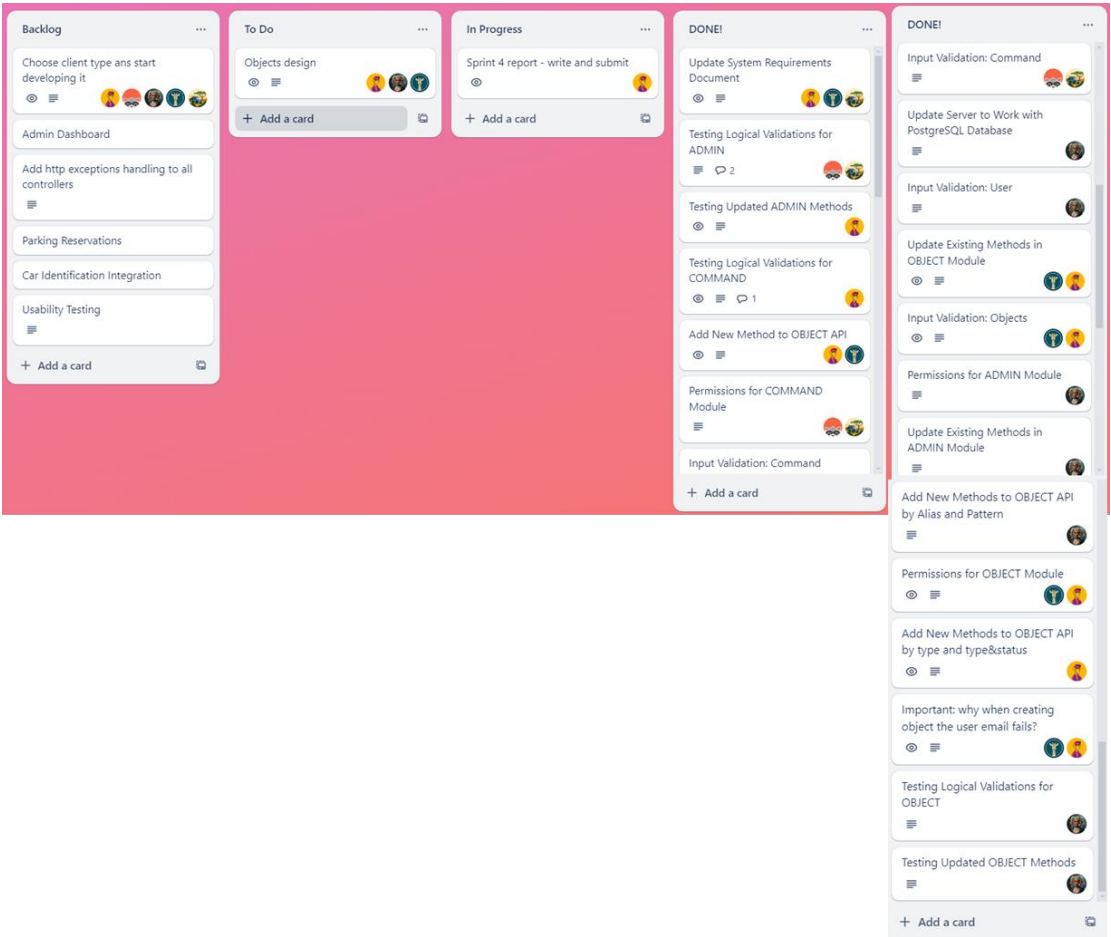 Backlog
Choose client type ans start
developing it
Admin Dashboard
Add http exceptions handling to all
controllers
Parking Reservations
Car Identification Integration
Usability Testing
+ Add a card
To Do
Objects design
+ Add a card
In Progress
Sprint 4 report - write and submit
+ Add a card
DONE!
Update System Requirements
Document
Testing Logical Validations for
ADMIN
2
Testing Updated ADMIN Methods
Testing Logical Validations for
COMMAND
1
Add New Method to OBJECT API
Permissions for COMMAND
Module
Input Validation: Command
+ Add a card
DONE!
Input Validation: Command
Update Server to Work with
PostgreSQL Database
Input Validation: User
Update Existing Methods in
OBJECT Module
Input Validation: Objects
Permissions for ADMIN Module
Update Existing Methods in
ADMIN Module
Add New Methods to OBJECT API
by Alias and Pattern
Permissions for OBJECT Module
Add New Methods to OBJECT API
by type and type&status
Important: why when creating
object the user email fails?
Testing Logical Validations for
OBJECT
Testing Updated OBJECT Methods
+ Add a card